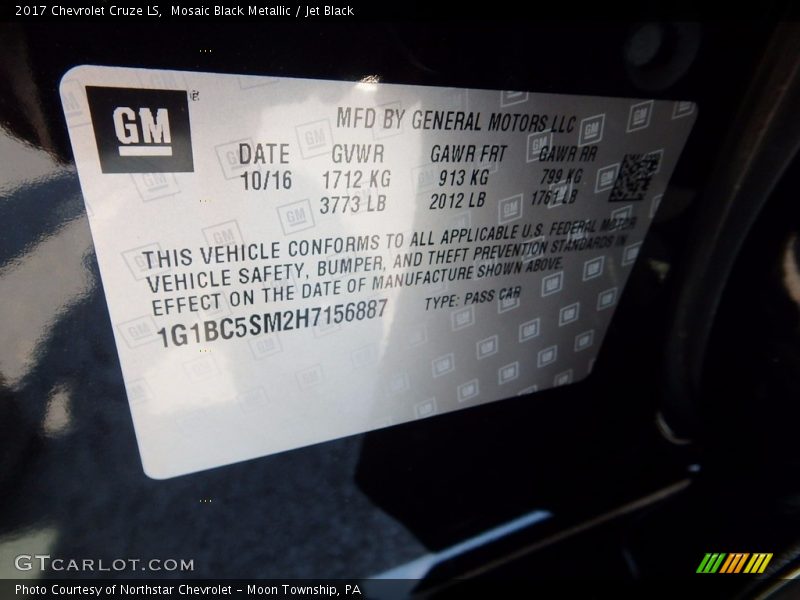 2017 Chevrolet Cruze LS,  Mosaic Black Metallic / Jet Black
GM ®
MFD BY GENERAL MOTORS LLC
DATE GVWR GAWR FRT GAWR RR
10/16 1712 KG 913 KG 799 KG
3773 LB 2012 LB 1761 LB
THIS VEHICLE CONFORMS TO ALL APPLICABLE U.S. FEDERAL MOTOR
VEHICLE SAFETY, BUMPER, AND THEFT PREVENTION STANDARDS IN
EFFECT ON THE DATE OF MANUFACTURE SHOWN ABOVE.
1G1BC5SM2H7156887 TYPE: PASS CAR
GTCARLOT.COM
Photo Courtesy of Northstar Chevrolet - Moon Township, PA